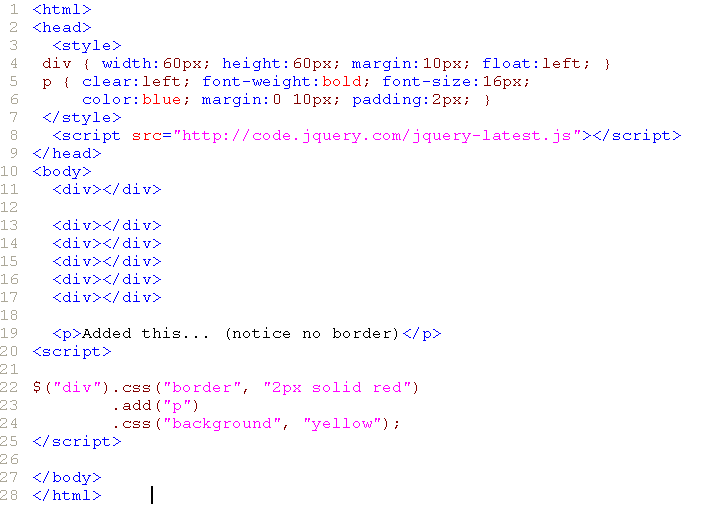 1 <html>
2 <head>
3   <style>
4  div { width:60px; height:60px; margin:10px; float:left; }
5  p { clear:left; font-weight:bold; font-size:16px;
6      color:blue; margin:0 10px; padding:2px; }
7  </style>
8   <script src="http://code.jquery.com/jquery-latest.js"></script>
9 </head>
10 <body>
11   <div></div>
12
13   <div></div>
14   <div></div>
15   <div></div>
16   <div></div>
17   <div></div>
18
19   <p>Added this... (notice no border)</p>
20 <script>
21
22 $("div").css("border", "2px solid red")
23         .add("p")
24         .css("background", "yellow");
25 </script>
26
27 </body>
28 </html>